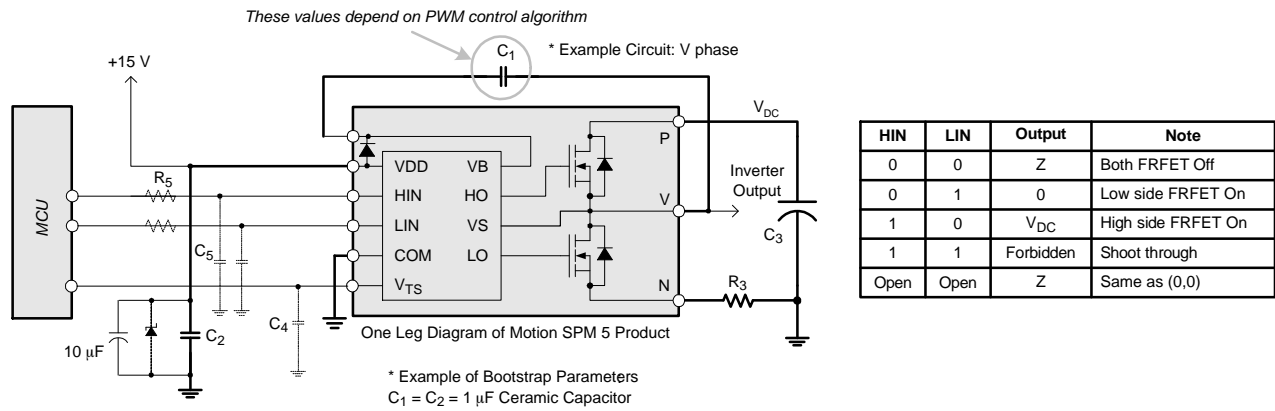 These values depend on PWM control algorithm
C1
* Example Circuit: V phase
+15 V
MCU
R5
C5
10 μF
C2
C4
VDD
HIN
LIN
COM
VTS
VB
HO
VS
LO
P
V
N
VDC
Inverter
Output
C3
R3
One Leg Diagram of Motion SPM 5 Product
* Example of Bootstrap Parameters
C1 = C2 = 1 μF Ceramic Capacitor
HIN LIN Output Note
0 0 Z Both FRFET Off
0 1 0 Low side FRFET On
1 0 VDC High side FRFET On
1 1 Forbidden Shoot through
Open Open Z Same as (0,0)